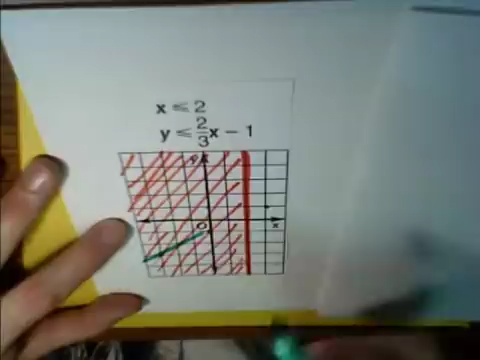 x ≤ 2
y ≤ 2/3x − 1
O
x